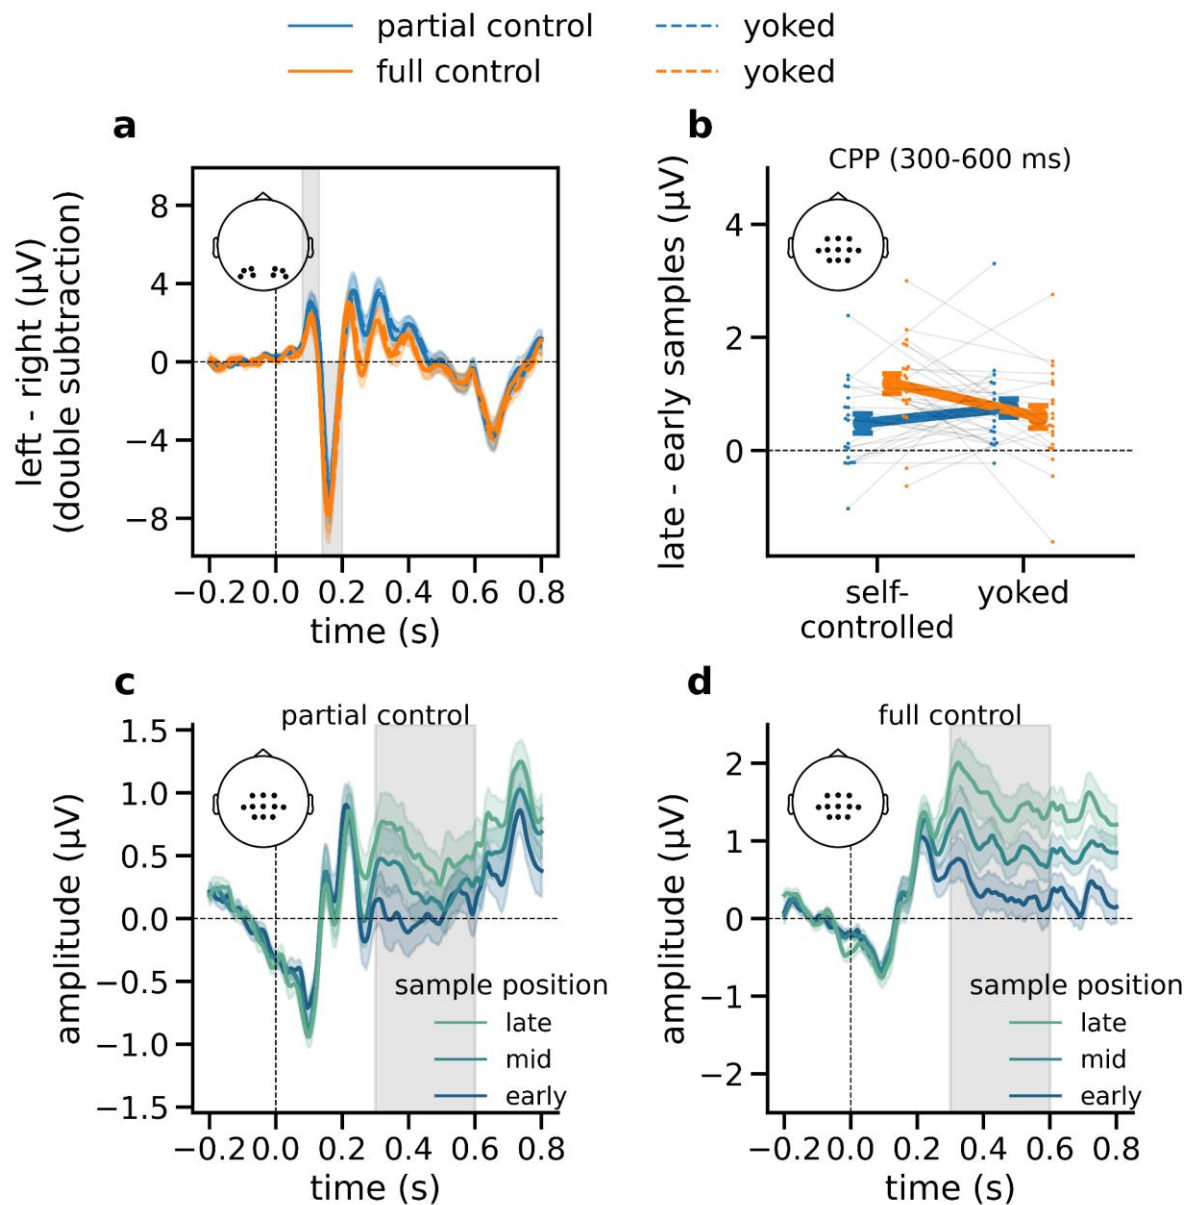 partial control
yoked
full control
yoked
a
left - right (µV)
(double subtraction)
8
4
0
−4
−8
−0.2 0.0 0.2 0.4 0.6 0.8
time (s)
b
CPP (300-600 ms)
late - early samples (µV)
4
2
0
self-
controlled
yoked
c
partial control
amplitude (µV)
1.5
1.0
0.5
0.0
−0.5
−1.0
−1.5
sample position
late
mid
early
−0.2 0.0 0.2 0.4 0.6 0.8
time (s)
d
full control
amplitude (µV)
2
1
0
−1
−2
sample position
late
mid
early
−0.2 0.0 0.2 0.4 0.6 0.8
time (s)